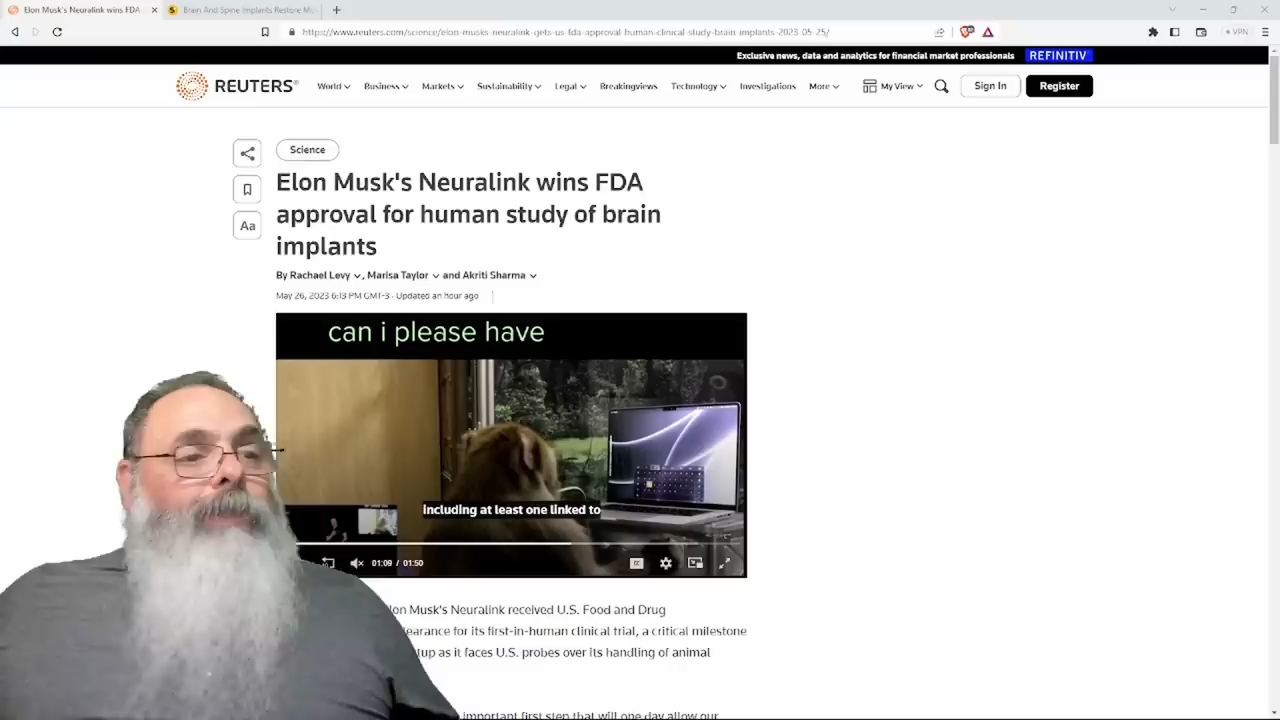 Elon Musk's Neuralink wins FDA
Brain And Spine Implants Restore Mo
https://www.reuters.com/science/elon-musks-neuralink-gets-us-fda-approval-human-clinical-study-brain-implants-2023-05-25/
VPN
Exclusive news, data and analytics for financial market professionals REFINITIV
REUTERS® World Business Markets Sustainability Legal Breakingviews Technology Investigations More My View Sign In Register
Science
Elon Musk's Neuralink wins FDA
approval for human study of brain
implants
Aa
By Rachael Levy , Marisa Taylor and Akriti Sharma
May 26, 2023 6:13 PM GMT-3 · Updated an hour ago
can i please have
including at least one linked to
01:09 / 01:50
CC
lon Musk's Neuralink received U.S. Food and Drug
earance for its first-in-human clinical trial, a critical milestone
tup as it faces U.S. probes over its handling of animal
important first step that will one day allow our